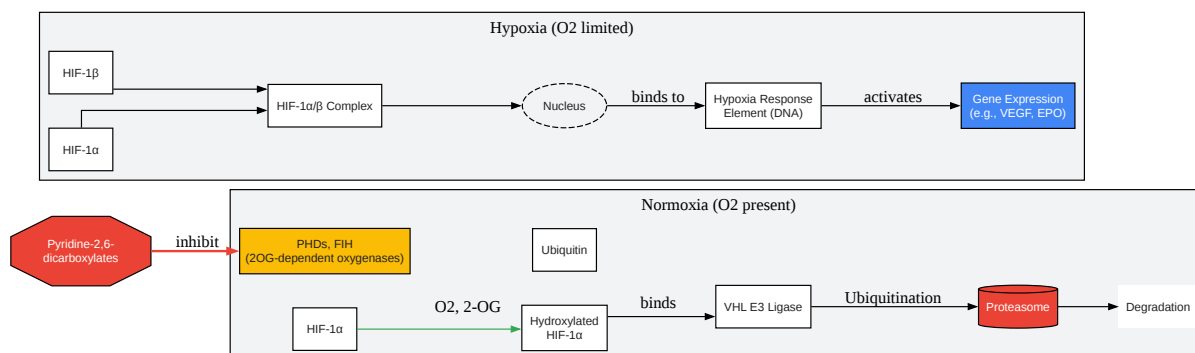 Hypoxia (O2 limited)
HIF-1β
HIF-1α
HIF-1α/β Complex
Nucleus
binds to
Hypoxia Response
Element (DNA)
activates
Gene Expression
(e.g., VEGF, EPO)
Normoxia (O2 present)
Pyridine-2,6-
dicarboxylates
inhibit
PHDs, FIH
(2OG-dependent oxygenases)
Ubiquitin
HIF-1α
O2, 2-OG
Hydroxylated
HIF-1α
binds
VHL E3 Ligase
Ubiquitination
Proteasome
Degradation